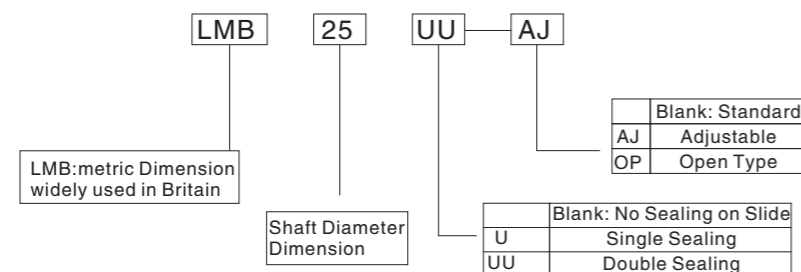 LMB 25 UU AJ
Blank: Standard
AJ Adjustable
OP Open Type
LMB:metric Dimension
widely used in Britain
Shaft Diameter
Dimension
Blank: No Sealing on Slide
U Single Sealing
UU Double Sealing